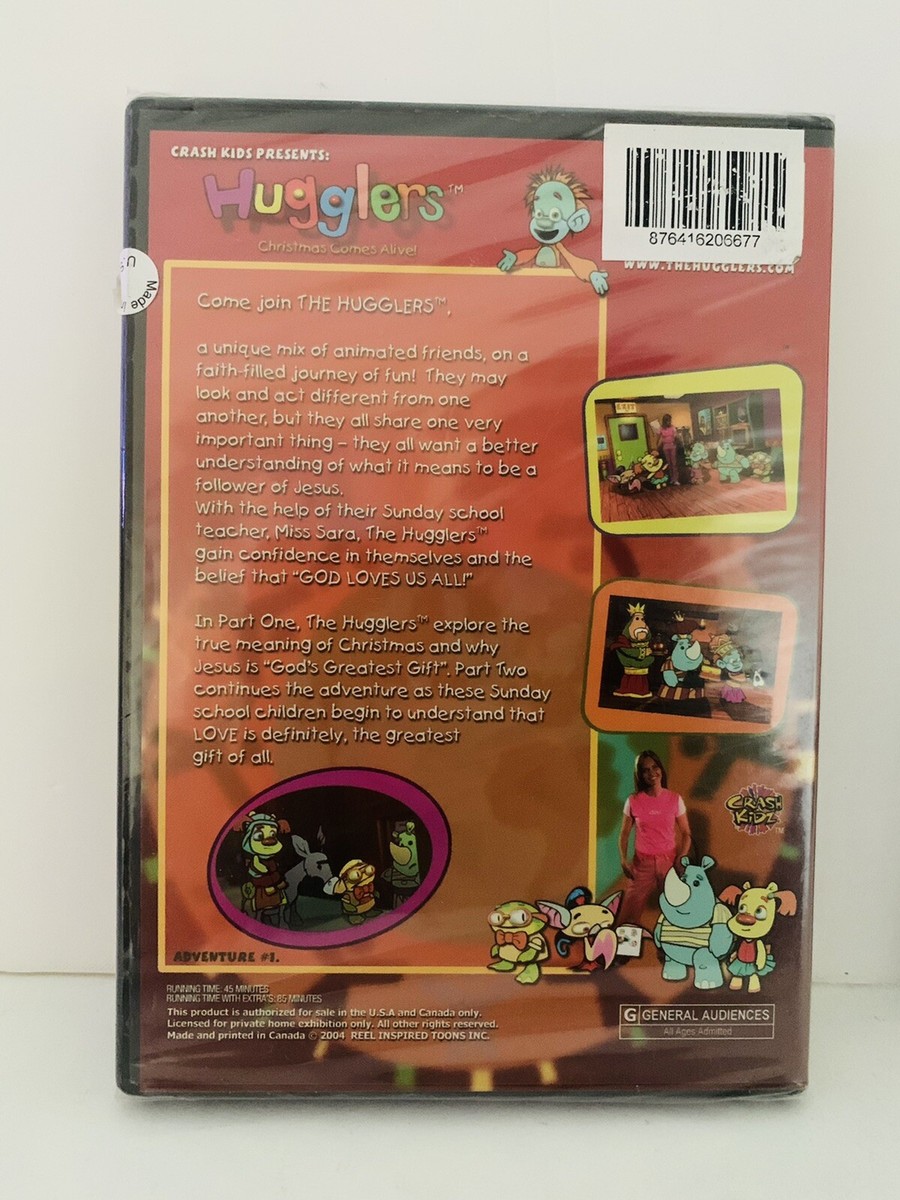 CRASH KIDS PRESENTS:
Hugglers™
Christmas Comes Alive!
876416206677
WWW.THEHUGGLERS.COM
Made in
U.S
Come join THE HUGGLERS™,
a unique mix of animated friends, on a
faith-filled journey of fun! They may
look and act different from one
another, but they all share one very
important thing – they all want a better
understanding of what it means to be a
follower of Jesus.
With the help of their Sunday school
teacher, Miss Sara, The Hugglers™
gain confidence in themselves and the
belief that "GOD LOVES US ALL!"
In Part One, The Hugglers™ explore the
true meaning of Christmas and why
Jesus is "God's Greatest Gift". Part Two
continues the adventure as these Sunday
school children begin to understand that
LOVE is definitely, the greatest
gift of all.
EXIT
CRASH
KIDZ™
ADVENTURE #1.
RUNNING TIME: 45 MINUTES
RUNNING TIME WITH EXTRA'S: 85 MINUTES
This product is authorized for sale in the U.S.A and Canada only.
Licensed for private home exhibition only. All other rights reserved.
Made and printed in Canada © 2004 REEL INSPIRED TOONS INC.
G GENERAL AUDIENCES
All Ages Admitted